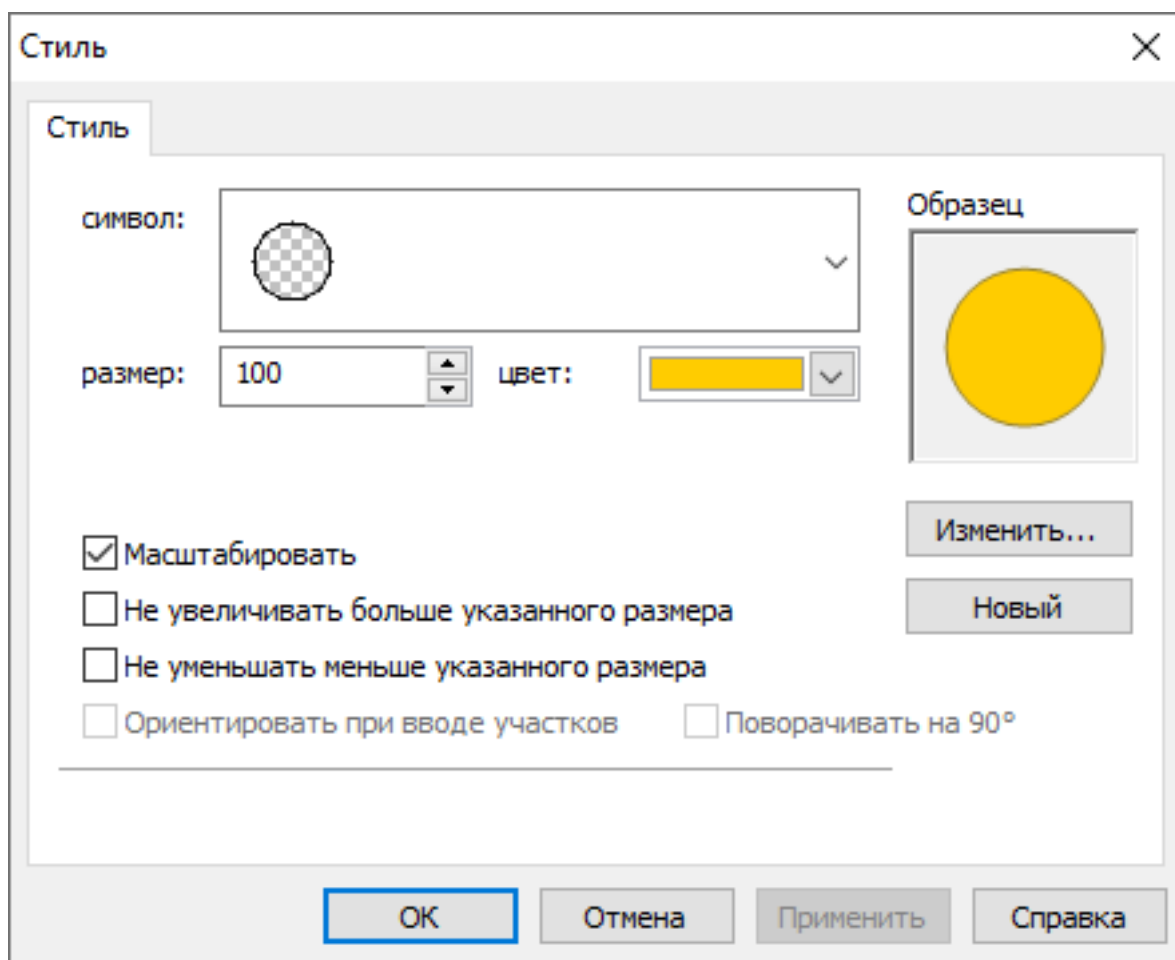 Стиль
Стиль
символ:
Образец
размер: 100 цвет:
Изменить...
Масштабировать
Не увеличивать больше указанного размера
Новый
Не уменьшать меньше указанного размера
Ориентировать при вводе участков Поворачивать на 90°
ОК Отмена Применить Справка